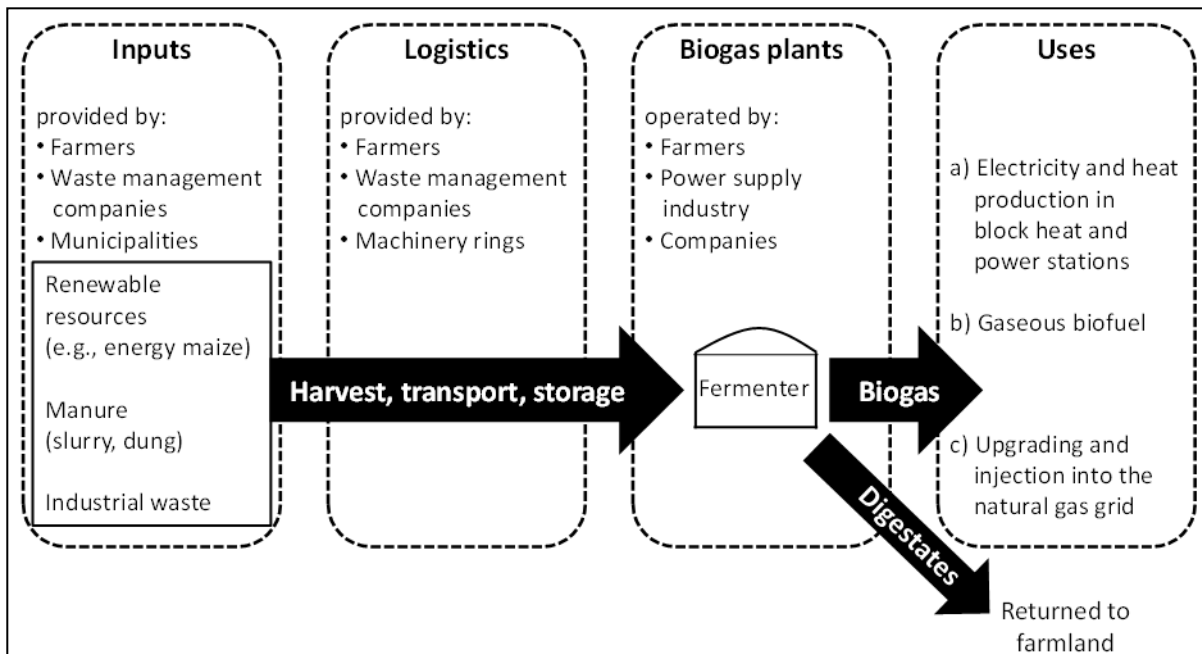 Inputs
provided by:
• Farmers
• Waste management
companies
• Municipalities
Renewable
resources
(e.g., energy maize)
Manure
(slurry, dung)
Industrial waste
Logistics
provided by:
• Farmers
• Waste management
companies
• Machinery rings
Harvest, transport, storage
Biogas plants
operated by:
• Farmers
• Power supply
industry
• Companies
Fermenter
Biogas
Digestates
Uses
a) Electricity and heat
production in
block heat and
power stations
b) Gaseous biofuel
c) Upgrading and
injection into the
natural gas grid
Returned to
farmland